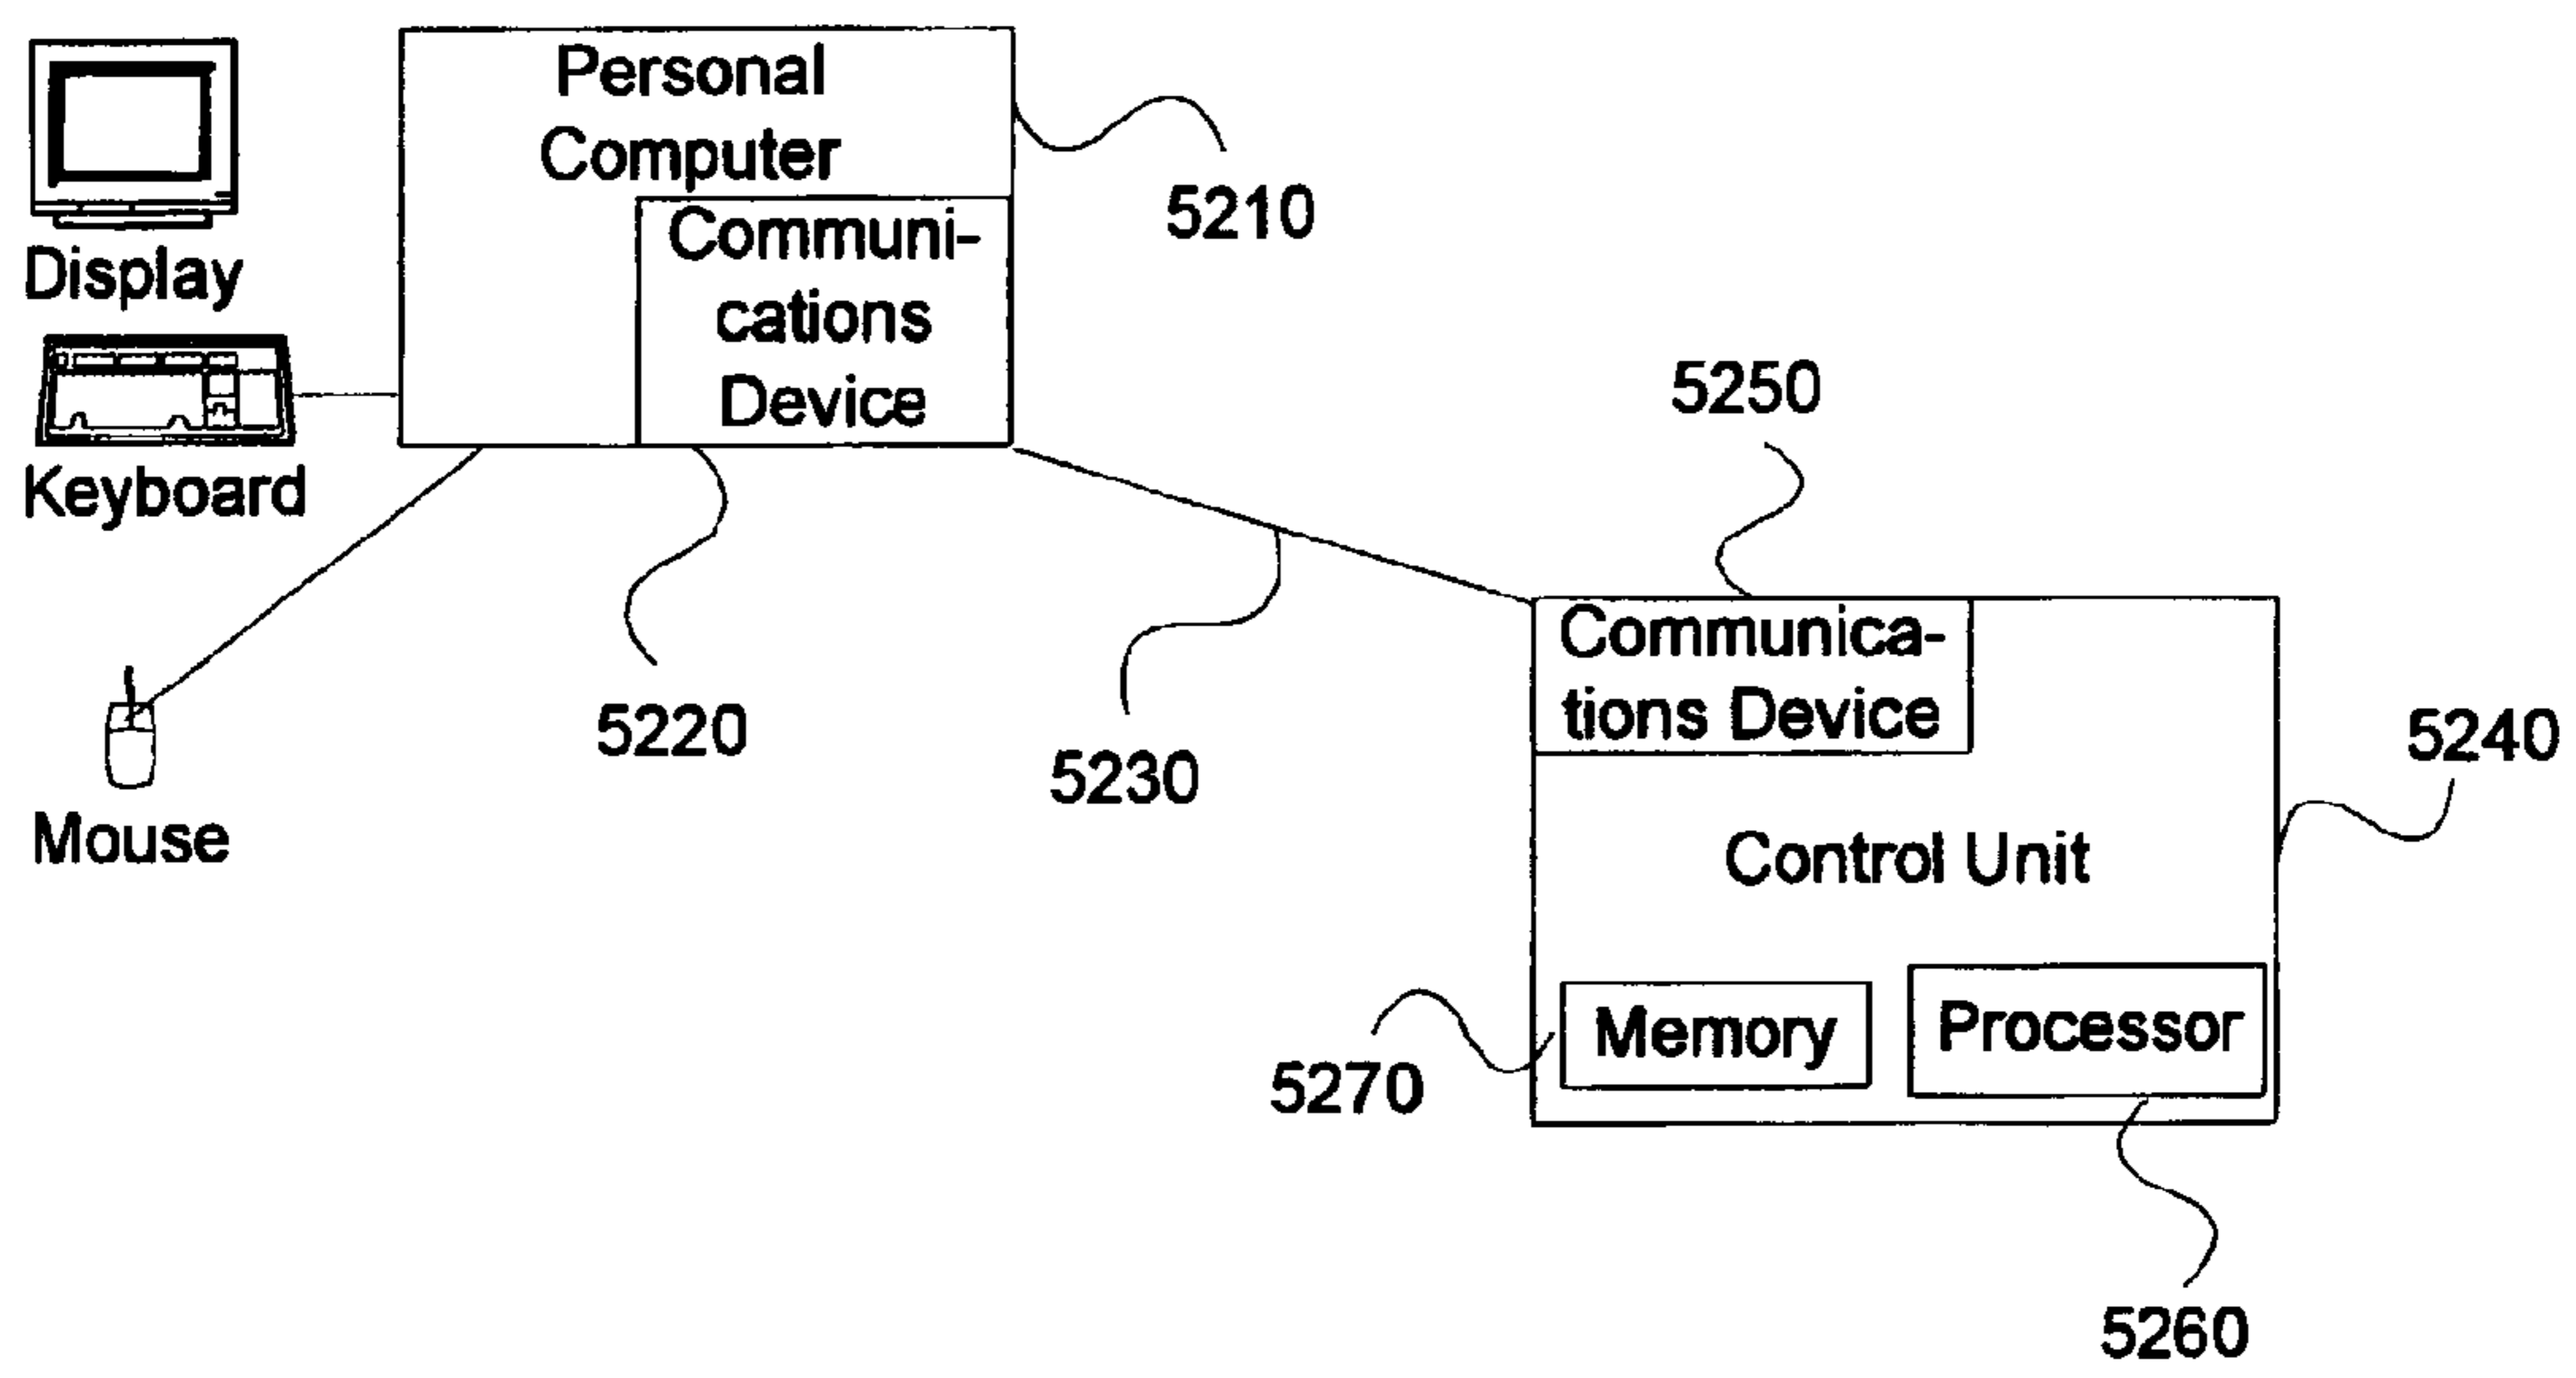 Personal
Computer
Communi-
cations
Device
5210
Display
Keyboard
Mouse
5220
5230
5250
Communica-
tions Device
5240
Control Unit
Memory
Processor
5270
5260